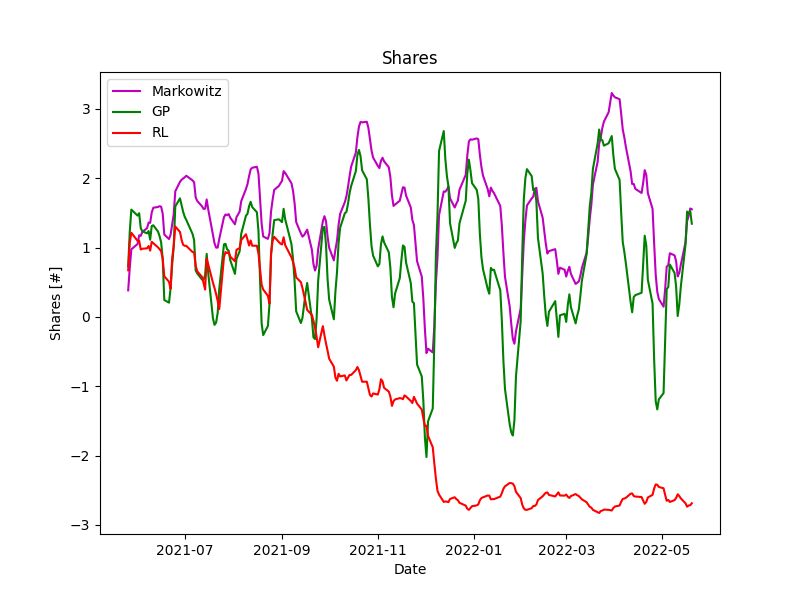 Shares
Markowitz
GP
RL
Shares [#]
3
2
1
0
−1
−2
−3
2021-07
2021-09
2021-11
2022-01
2022-03
2022-05
Date